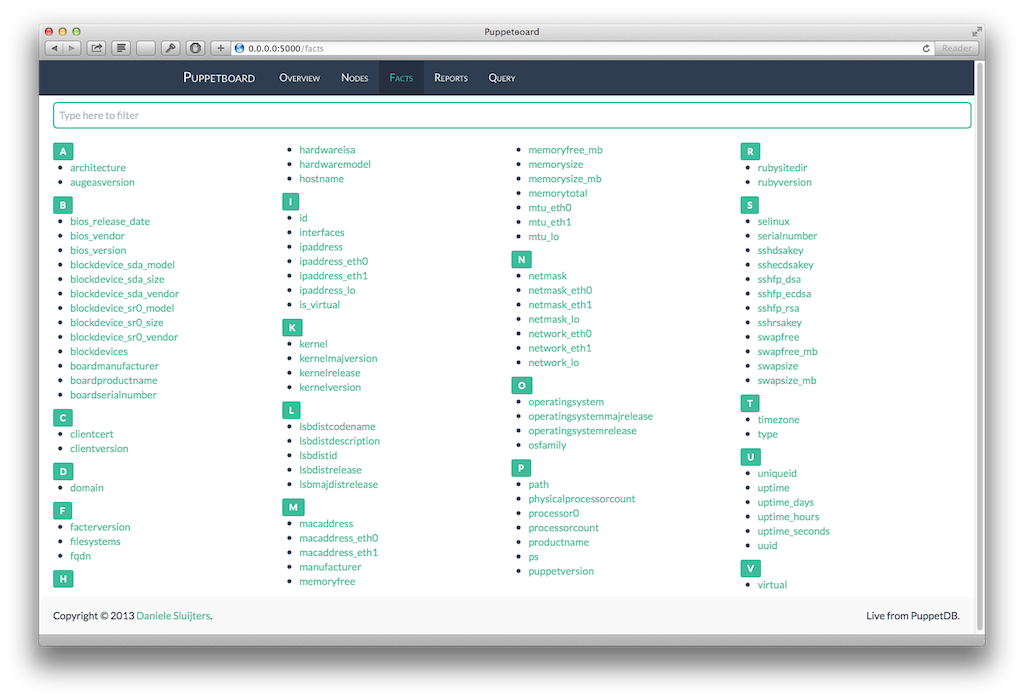 Puppetboard
0.0.0.0:5000/facts
Reader
Puppetboard
Overview
Nodes
Facts
Reports
Query
Type here to filter
A
architecture
augeasversion
B
bios_release_date
bios_vendor
bios_version
blockdevice_sda_model
blockdevice_sda_size
blockdevice_sda_vendor
blockdevice_sr0_model
blockdevice_sr0_size
blockdevice_sr0_vendor
blockdevices
boardmanufacturer
boardproductname
boardserialnumber
C
clientcert
clientversion
D
domain
F
facterversion
filesystems
fqdn
H
hardwareisa
hardwaremodel
hostname
I
id
interfaces
ipaddress
ipaddress_eth0
ipaddress_eth1
ipaddress_lo
is_virtual
K
kernel
kernelmajversion
kernelrelease
kernelversion
L
lsbdistcodename
lsbdistdescription
lsbdistid
lsbdistrelease
lsbmajdistrelease
M
macaddress
macaddress_eth0
macaddress_eth1
manufacturer
memoryfree
memoryfree_mb
memorysize
memorysize_mb
memorytotal
mtu_eth0
mtu_eth1
mtu_lo
N
netmask
netmask_eth0
netmask_eth1
netmask_lo
network_eth0
network_eth1
network_lo
O
operatingsystem
operatingsystemmajrelease
operatingsystemrelease
osfamily
P
path
physicalprocessorcount
processor0
processorcount
productname
ps
puppetversion
R
rubysitedir
rubyversion
S
selinux
serialnumber
sshdsakey
sshecdsakey
sshfp_dsa
sshfp_ecdsa
sshfp_rsa
sshrsakey
swapfree
swapfree_mb
swapsize
swapsize_mb
T
timezone
type
U
uniqueid
uptime
uptime_days
uptime_hours
uptime_seconds
uuid
V
virtual
Copyright © 2013 Daniele Sluijters.
Live from PuppetDB.